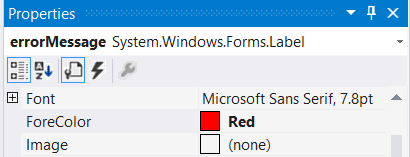 Properties
errorMessage System.Windows.Forms.Label
Font Microsoft Sans Serif, 7.8pt
ForeColor Red
Image (none)